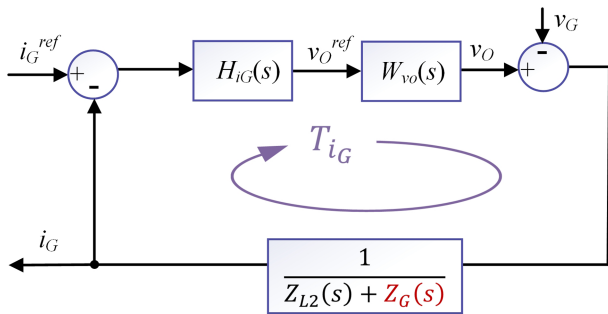 i_G^ref
+
-
H_iG(s)
v_O^ref
W_vo(s)
v_O
+
-
v_G
T_iG
i_G
1
Z_L2(s) + Z_G(s)